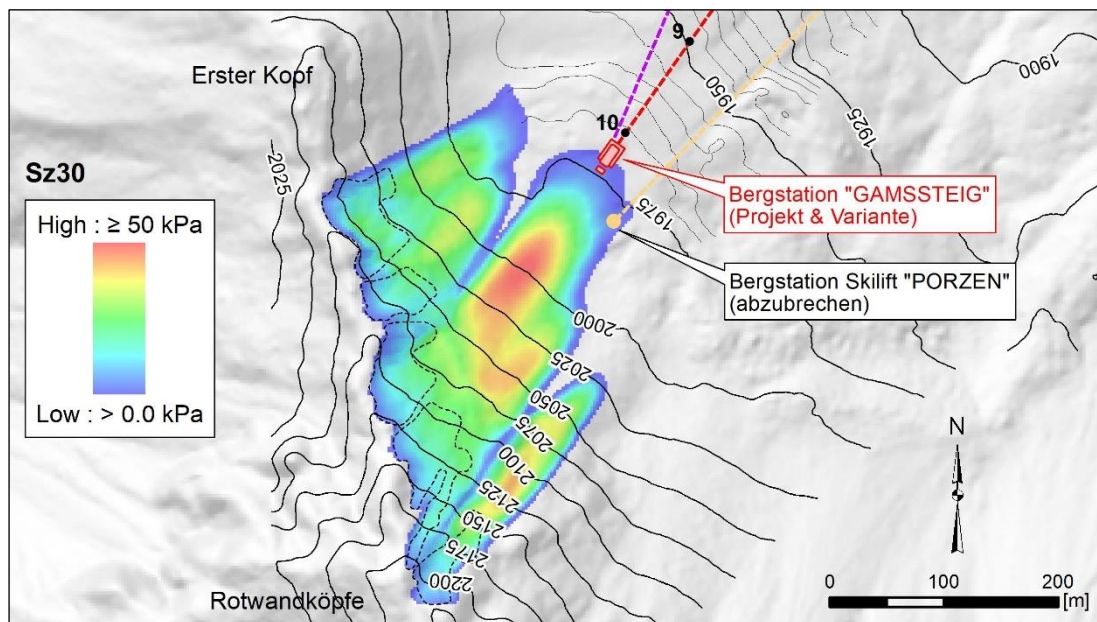 Erster Kopf
Sz30
High : ≥ 50 kPa
Low : > 0.0 kPa
Rotwandköpfe
9
10
1900
1925
1950
1975
2000
2025
2025
2050
2075
2100
2125
2150
2175
2200
Bergstation "GAMSSTEIG"
(Projekt & Variante)
Bergstation Skilift "PORZEN"
(abzubrechen)
N
0 100 200
[m]